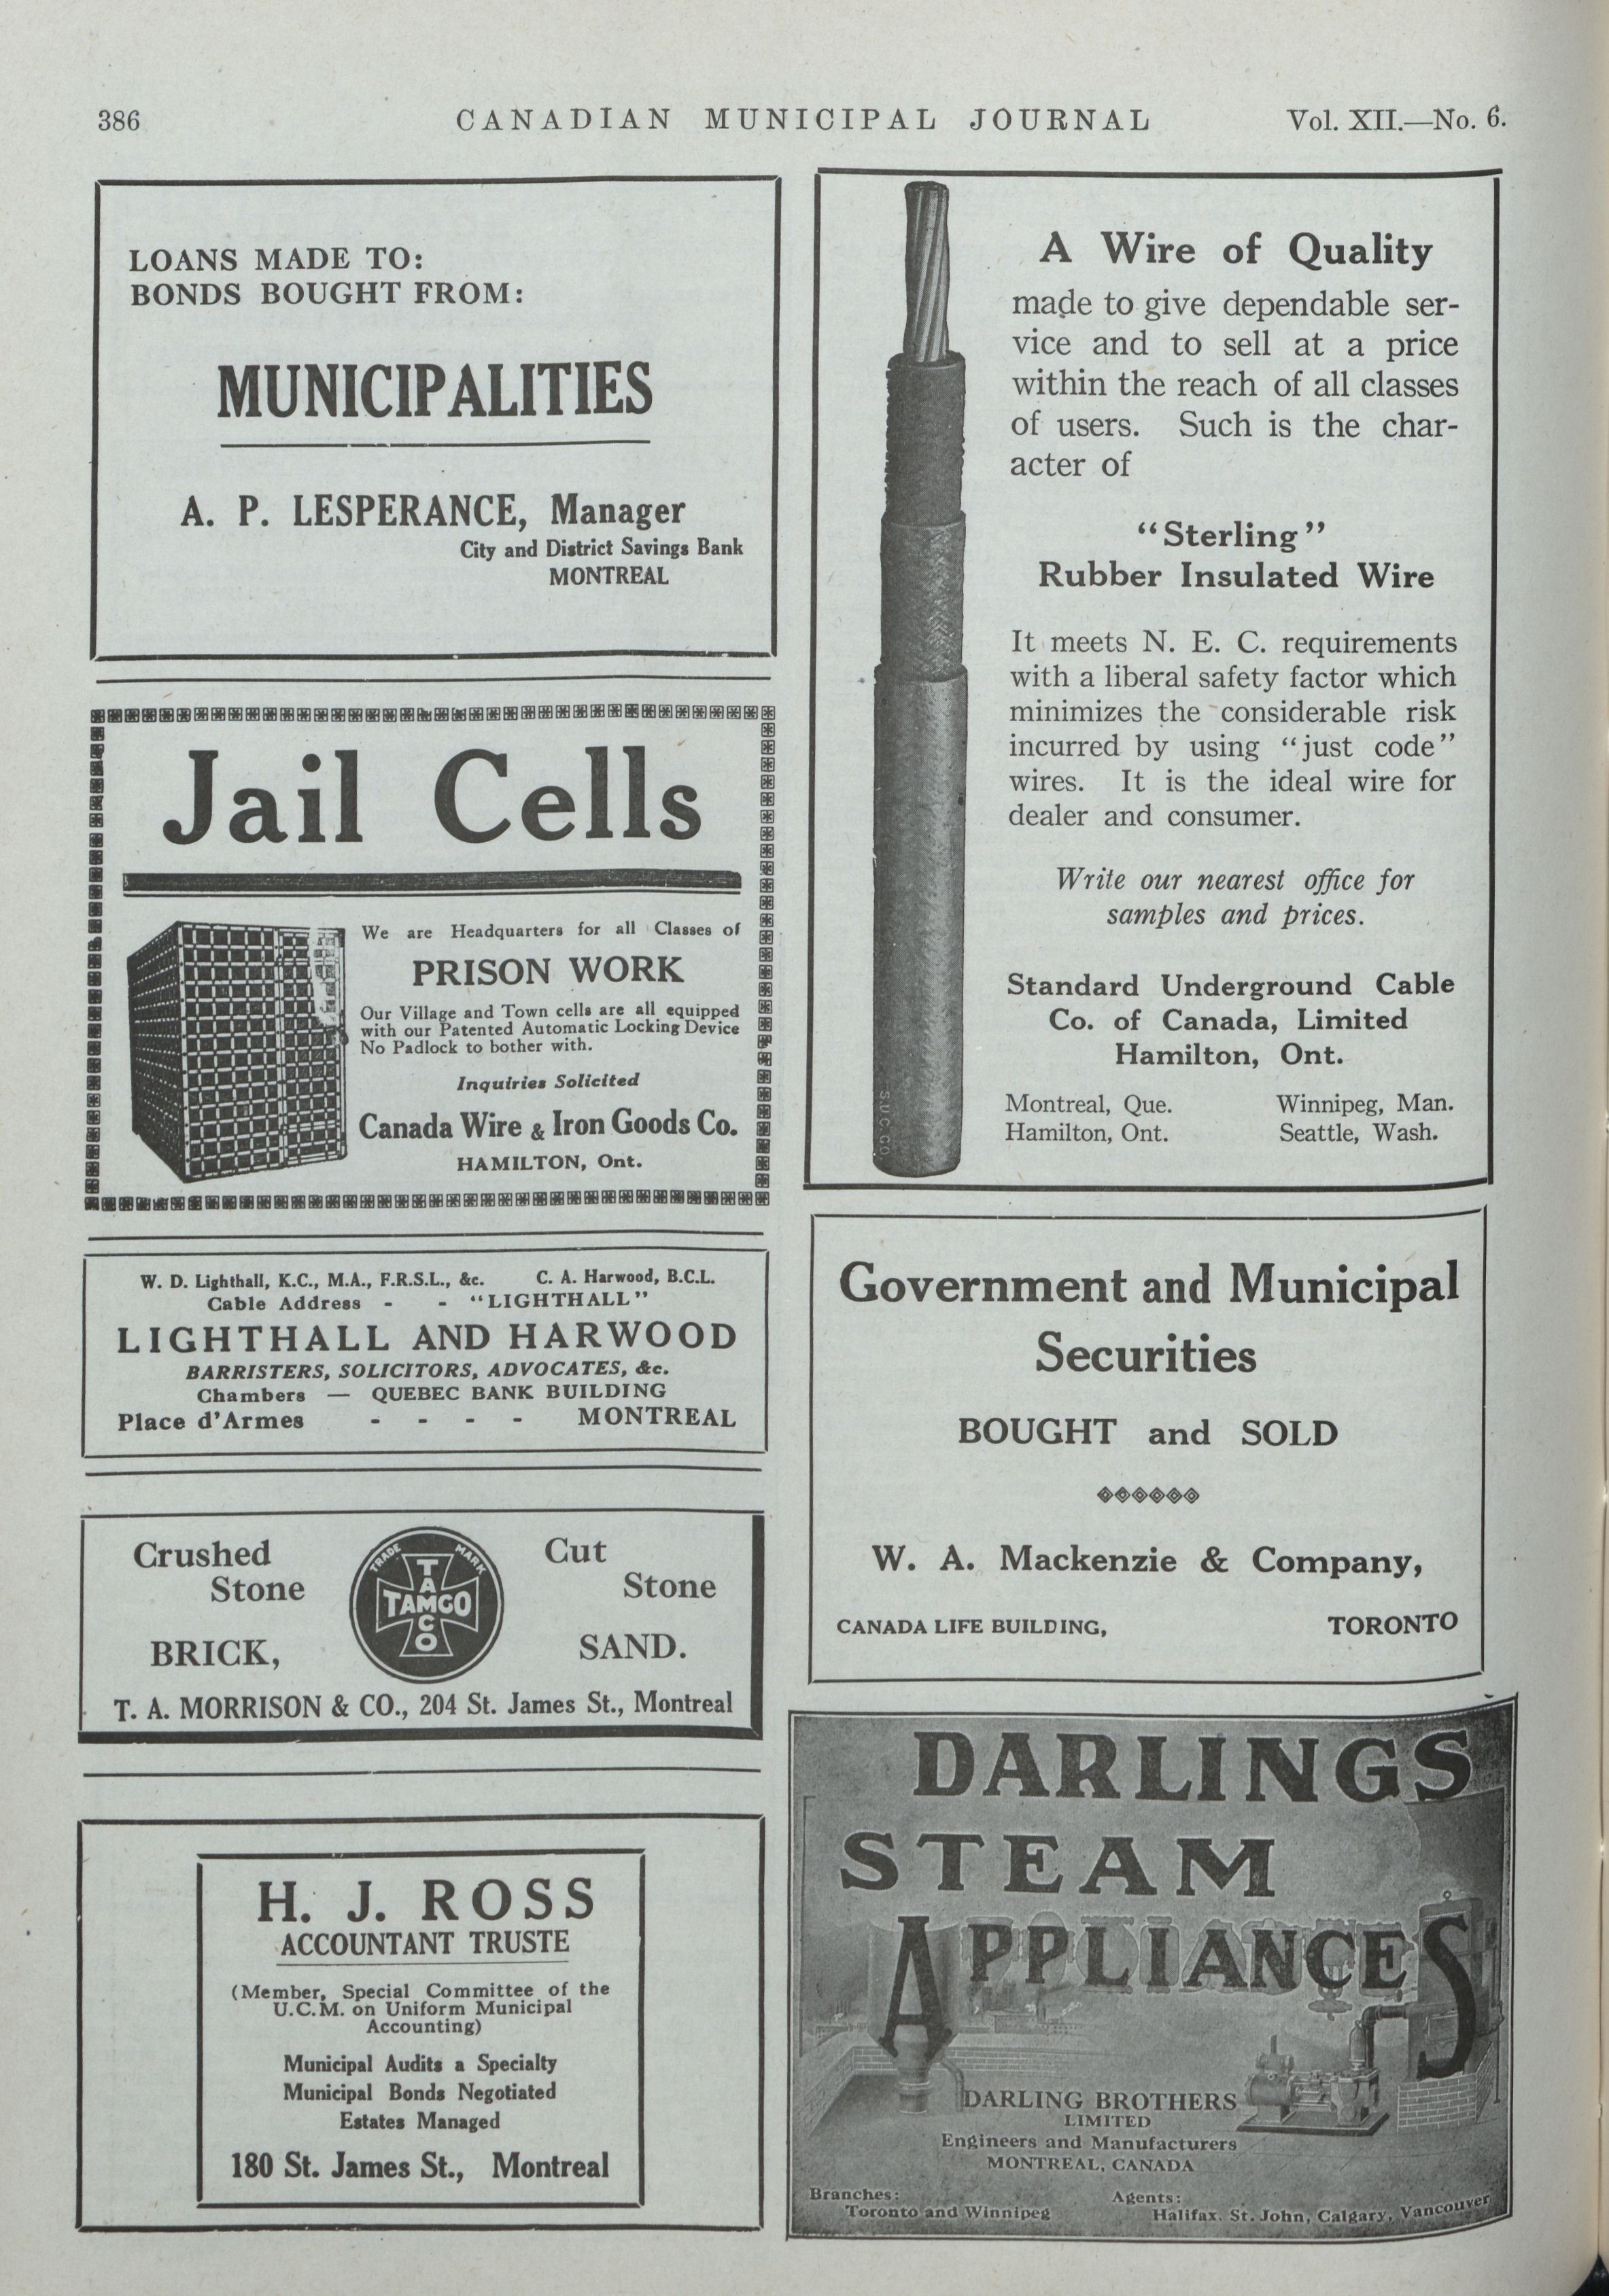 386
CANADIAN MUNICIPAL JOURNAL
Vol. XII.—No. 6.
LOANS MADE TO:
BONDS BOUGHT FROM:
MUNICIPALITIES
A. P. LESPERANCE, Manager
City and District Savings Bank
MONTREAL
Jail Cells
We are Headquarters for all Classes of
PRISON WORK
Our Village and Town cells are all equipped
with our Patented Automatic Locking Device
No Padlock to bother with.
Inquiries Solicited
Canada Wire & Iron Goods Co.
HAMILTON, Ont.
W. D. Lighthall, K.C., M.A., F.R.S.L., &c. C. A. Harwood, B.C.L.
Cable Address - - "LIGHTHALL"
LIGHTHALL AND HARWOOD
BARRISTERS, SOLICITORS, ADVOCATES, &c.
Chambers — QUEBEC BANK BUILDING
Place d'Armes - - - - MONTREAL
Crushed
Stone
BRICK,
TRADE MARK
TAMCO
TAMCO
Cut
Stone
SAND.
T. A. MORRISON & CO., 204 St. James St., Montreal
H. J. ROSS
ACCOUNTANT TRUSTE
(Member, Special Committee of the
U.C.M. on Uniform Municipal
Accounting)
Municipal Audits a Specialty
Municipal Bonds Negotiated
Estates Managed
180 St. James St., Montreal
A Wire of Quality
made to give dependable ser-
vice and to sell at a price
within the reach of all classes
of users. Such is the char-
acter of
"Sterling"
Rubber Insulated Wire
It meets N. E. C. requirements
with a liberal safety factor which
minimizes the considerable risk
incurred by using "just code"
wires. It is the ideal wire for
dealer and consumer.
Write our nearest office for
samples and prices.
Standard Underground Cable
Co. of Canada, Limited
Hamilton, Ont.
Montreal, Que. Winnipeg, Man.
Hamilton, Ont. Seattle, Wash.
S.U.C.CO.
Government and Municipal
Securities
BOUGHT and SOLD
W. A. Mackenzie & Company,
CANADA LIFE BUILDING, TORONTO
DARLINGS
STEAM
APPLIANCES
DARLING BROTHERS
LIMITED
Engineers and Manufacturers
MONTREAL, CANADA
Branches:
Toronto and Winnipeg
Agents:
Halifax. St. John, Calgary, Vancouver